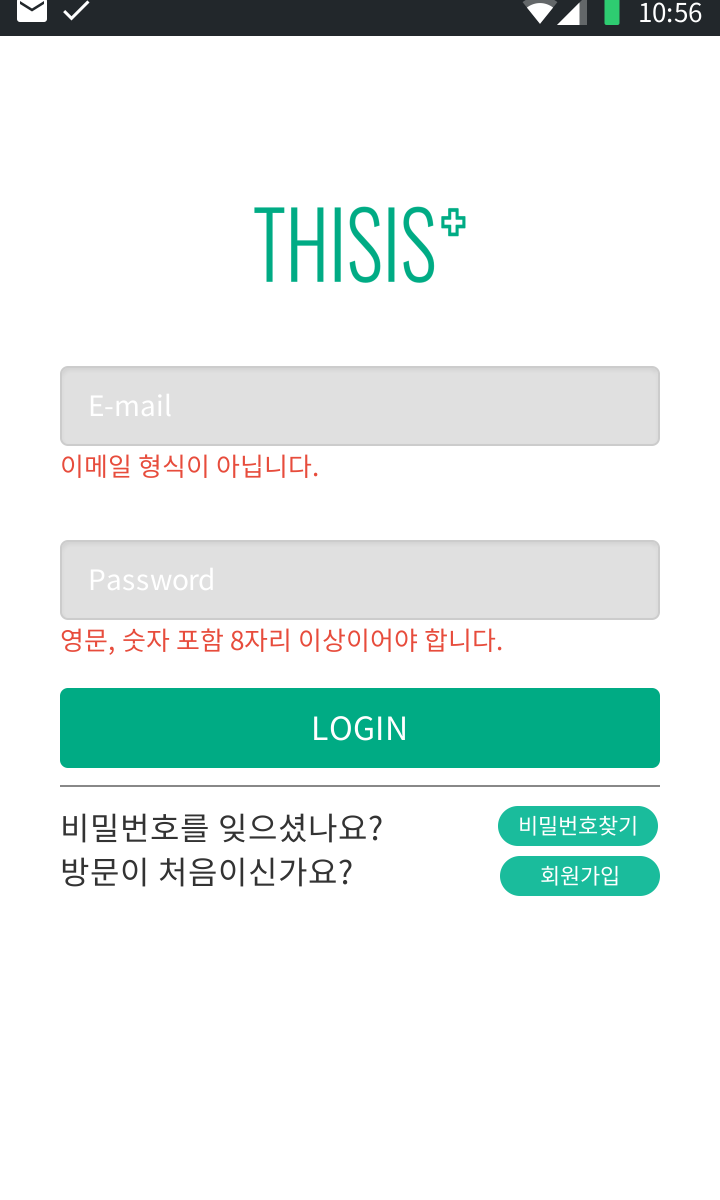 10:56
THISIS
E-mail
이메일 형식이 아닙니다.
Password
영문, 숫자 포함 8자리 이상이어야 합니다.
LOGIN
비밀번호를 잊으셨나요?
비밀번호찾기
방문이 처음이신가요?
회원가입